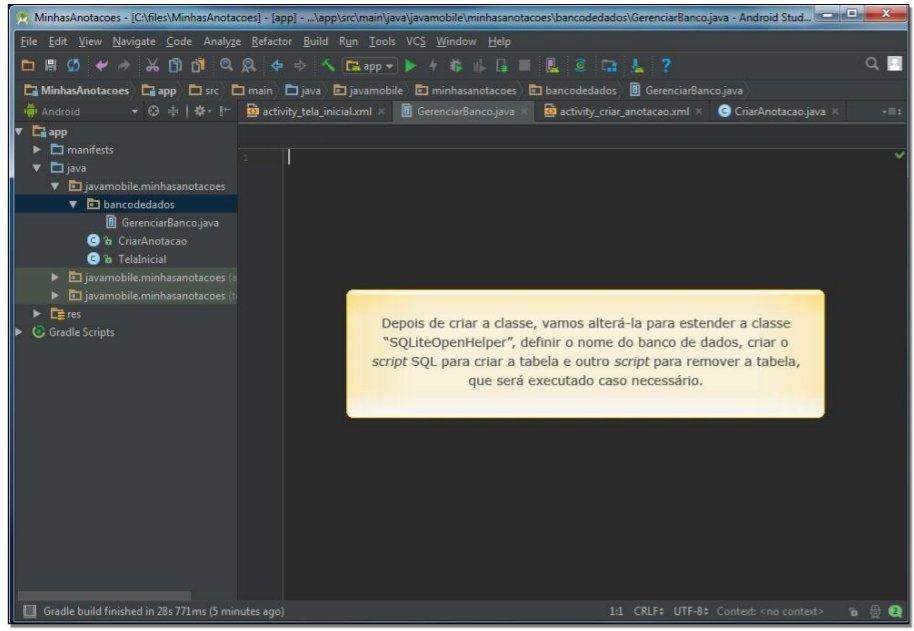 MinhasAnotacoes - [C:\files\MinhasAnotacoes] - [app] - ...\app\src\main\java\javamobile\minhasanotacoes\bancodedados\GerenciarBanco.java - Android Stud...
File Edit View Navigate Code Analyze Refactor Build Run Tools VCS Window Help
app
MinhasAnotacoes app src main java javamobile minhasanotacoes bancodedados GerenciarBanco.java
Android activity_tela_inicial.xml GerenciarBanco.java activity_criar_anotacao.xml CriarAnotacao.java
app
manifests
1
java
javamobile.minhasanotacoes
bancodedados
GerenciarBanco.java
CriarAnotacao
TelaInicial
javamobile.minhasanotacoes (a
javamobile.minhasanotacoes (t
res
Gradle Scripts
Depois de criar a classe, vamos alterá-la para estender a classe
“SQLiteOpenHelper”, definir o nome do banco de dados, criar o
script SQL para criar a tabela e outro script para remover a tabela,
que será executado caso necessário.
Gradle build finished in 28s 771ms (5 minutes ago) 1:1 CRLF UTF-8 Context: <no context> 2